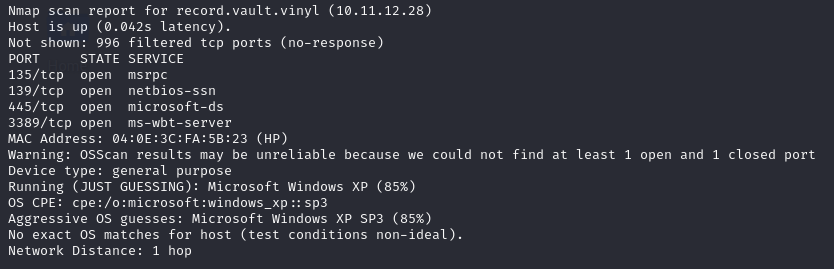 Nmap scan report for record.vault.vinyl (10.11.12.28)
Host is up (0.042s latency).
Not shown: 996 filtered tcp ports (no-response)
PORT     STATE SERVICE
135/tcp  open  msrpc
139/tcp  open  netbios-ssn
445/tcp  open  microsoft-ds
3389/tcp open  ms-wbt-server
MAC Address: 04:0E:3C:FA:5B:23 (HP)
Warning: OSScan results may be unreliable because we could not find at least 1 open and 1 closed port
Device type: general purpose
Running (JUST GUESSING): Microsoft Windows XP (85%)
OS CPE: cpe:/o:microsoft:windows_xp::sp3
Aggressive OS guesses: Microsoft Windows XP SP3 (85%)
No exact OS matches for host (test conditions non-ideal).
Network Distance: 1 hop